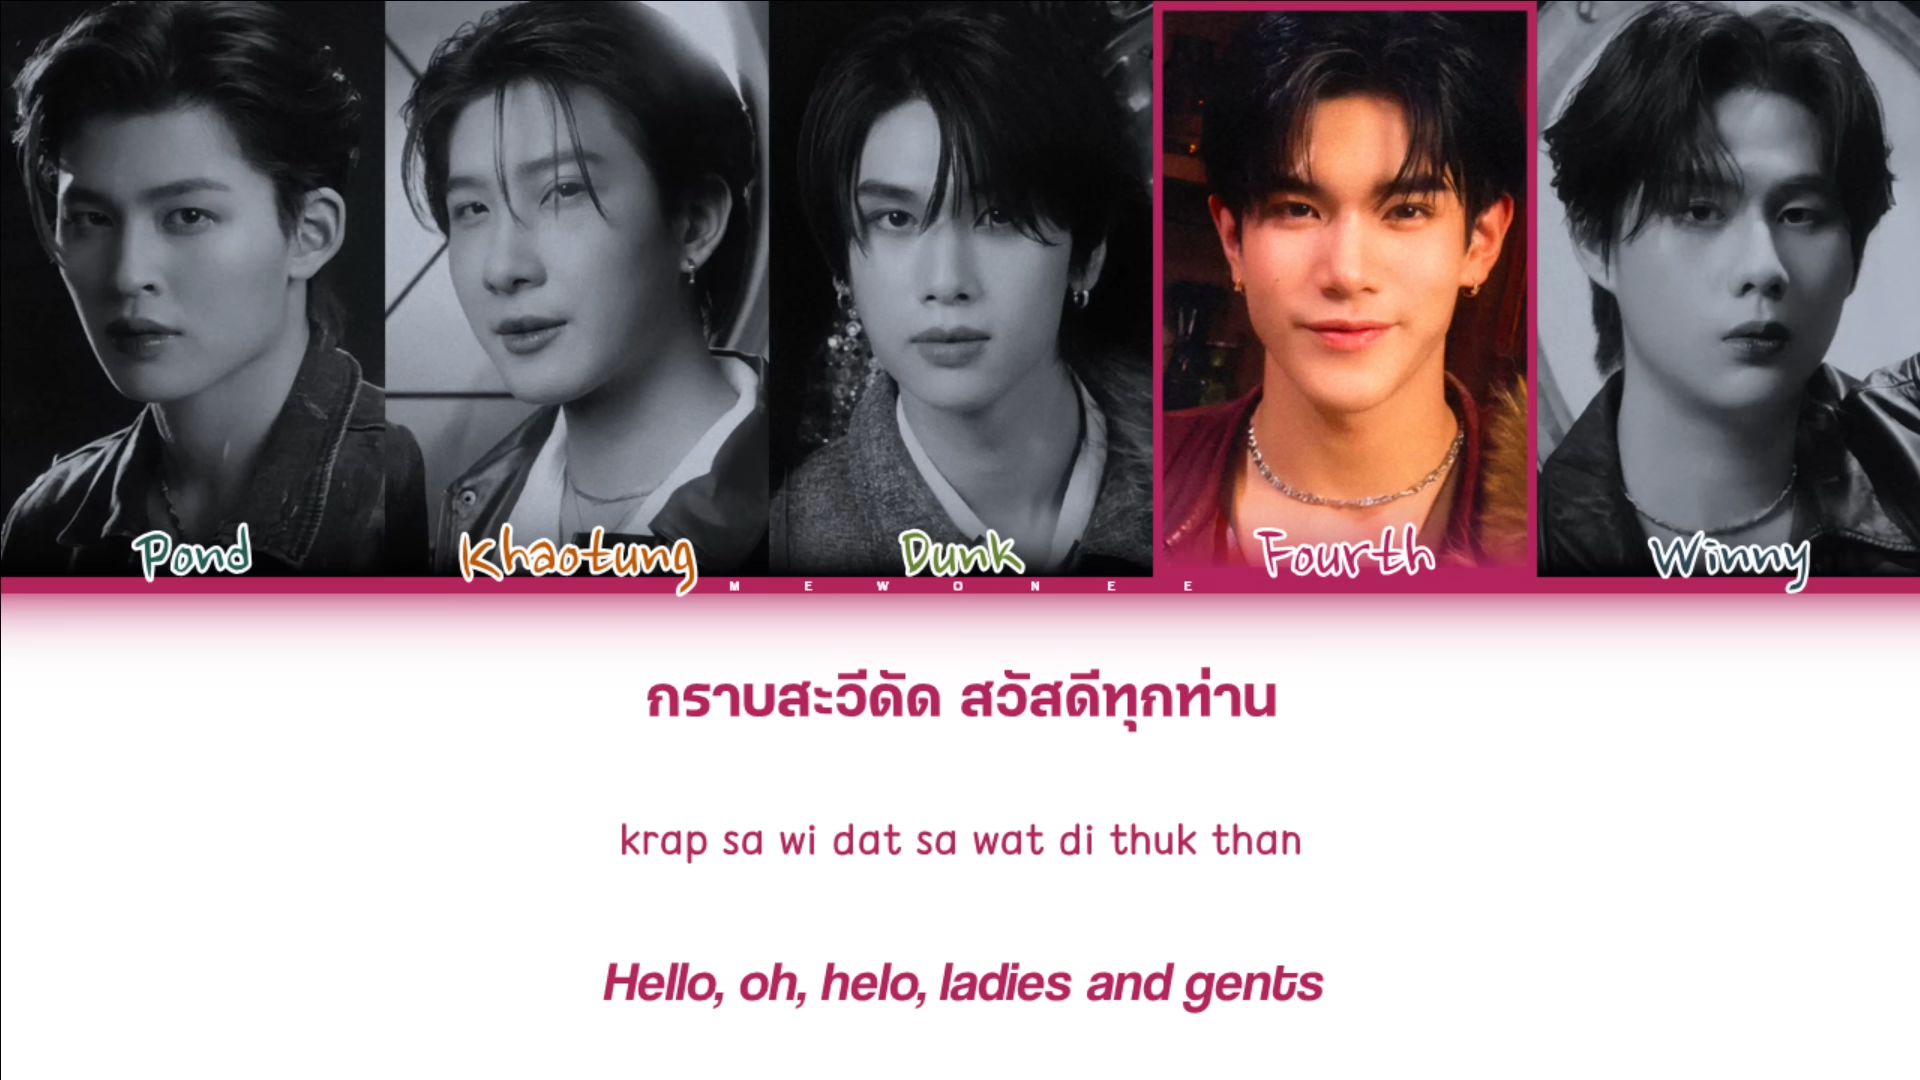 Pond Khaotung Dunk Fourth Winny
MEWONEE
กราบสะวีดัด สวัสดีทุกท่าน
krap sa wi dat sa wat di thuk than
Hello, oh, helo, ladies and gents